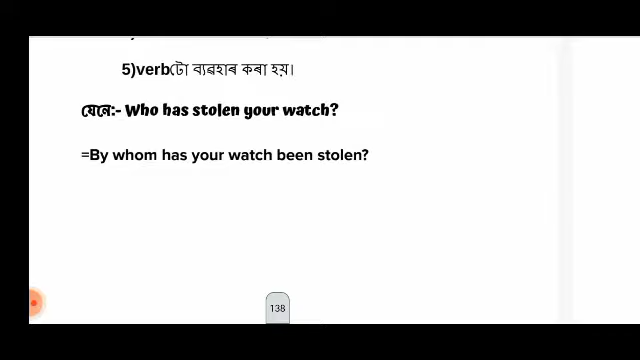 5)verbটো ব্যৱহাৰ কৰা হয়।
যেনে:- Who has stolen your watch?
=By whom has your watch been stolen?
138